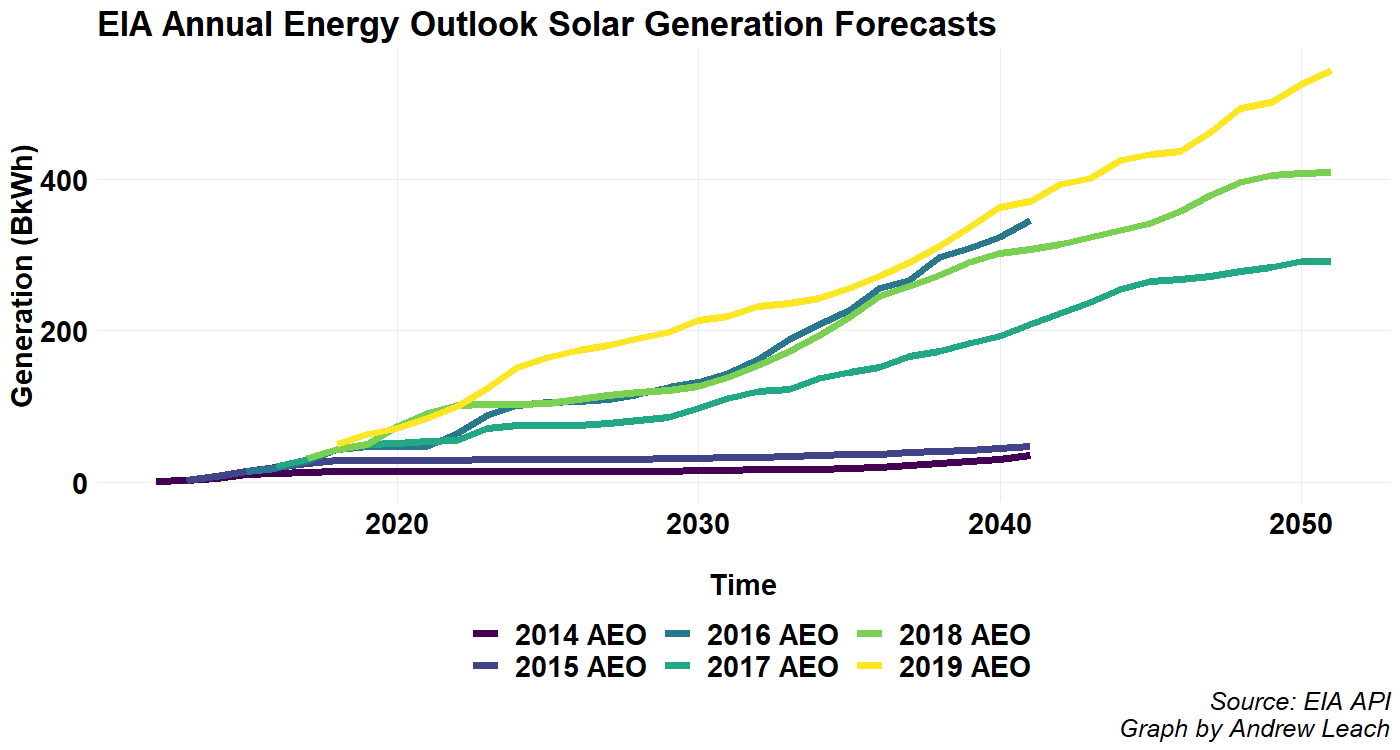 EIA Annual Energy Outlook Solar Generation Forecasts
Generation (BkWh)
400
200
0
2020 2030 2040 2050
Time
2014 AEO 2016 AEO 2018 AEO
2015 AEO 2017 AEO 2019 AEO
Source: EIA API
Graph by Andrew Leach